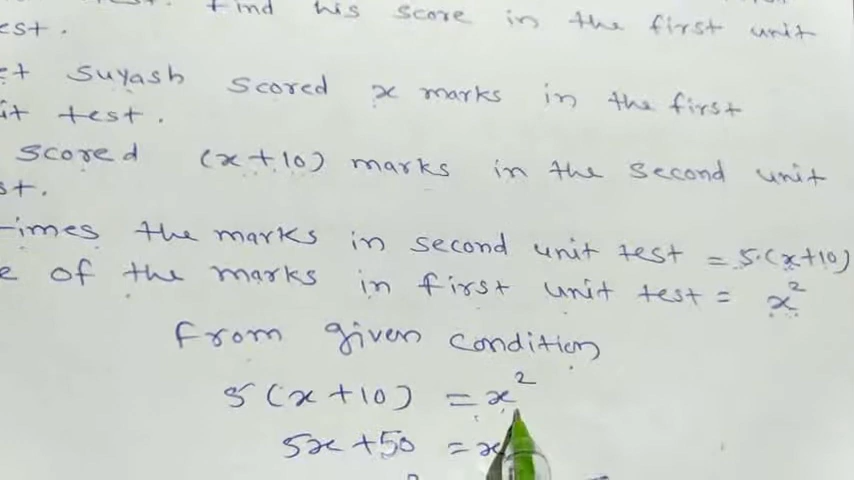 Find his score in the first unit
est.
et Suyash scored x marks in the first
it test.
scored (x+10) marks in the second unit
st.
times the marks in second unit test = 5.(x+10)
e of the marks in first unit test = x²
From given condition
5(x+10) = x²
5x+50 = x